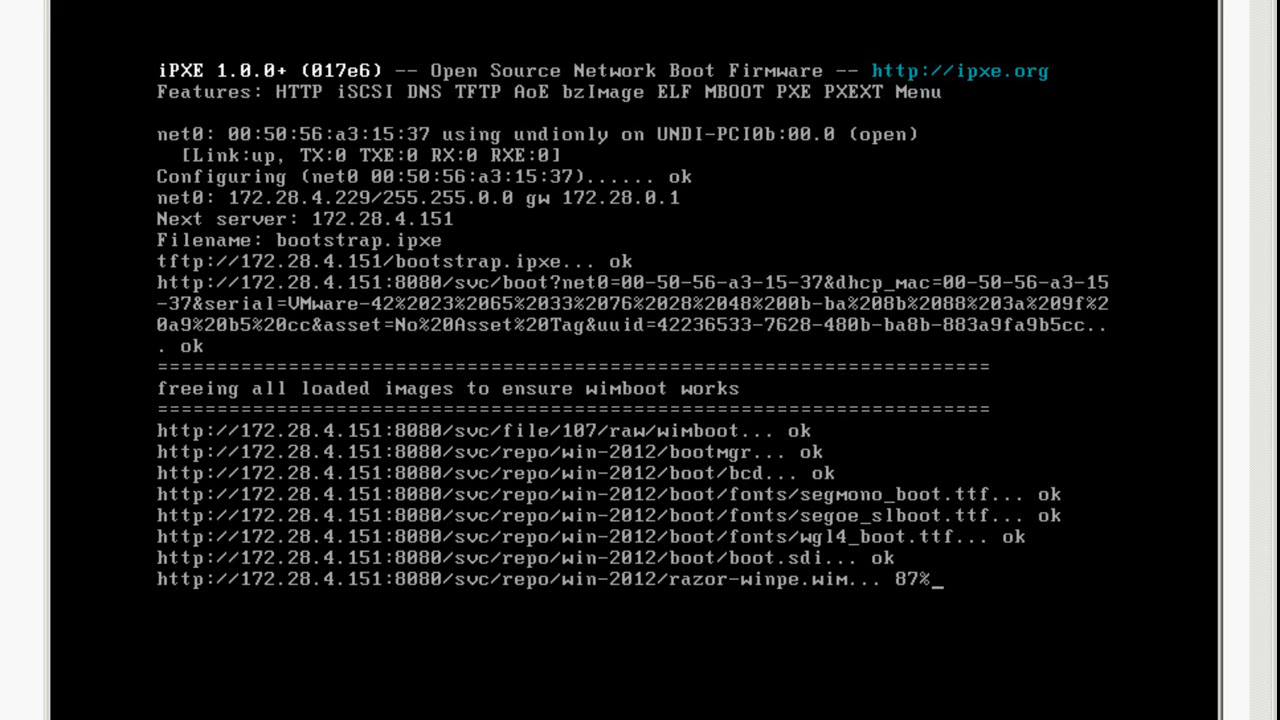 iPXE 1.0.0+ (017e6) -- Open Source Network Boot Firmware -- http://ipxe.org
Features: HTTP iSCSI DNS TFTP AoE bzImage ELF MBOOT PXE PXEXT Menu
net0: 00:50:56:a3:15:37 using undionly on UNDI-PCI0b:00.0 (open)
[Link:up, TX:0 TXE:0 RX:0 RXE:0]
Configuring (net0 00:50:56:a3:15:37)...... ok
net0: 172.28.4.229/255.255.0.0 gw 172.28.0.1
Next server: 172.28.4.151
Filename: bootstrap.ipxe
tftp://172.28.4.151/bootstrap.ipxe... ok
http://172.28.4.151:8080/svc/boot?net0=00-50-56-a3-15-37&dhcp_mac=00-50-56-a3-15
-37&serial=VMware-42%2023%2065%2033%2076%2028%2048%200b-ba%208b%2088%203a%209f%2
0a9%20b5%20cc&asset=No%20Asset%20Tag&uuid=42236533-7628-480b-ba8b-883a9fa9b5cc..
. ok
======================================================================
freeing all loaded images to ensure wimboot works
======================================================================
http://172.28.4.151:8080/svc/file/107/raw/wimboot... ok
http://172.28.4.151:8080/svc/repo/win-2012/bootmgr... ok
http://172.28.4.151:8080/svc/repo/win-2012/boot/bcd... ok
http://172.28.4.151:8080/svc/repo/win-2012/boot/fonts/segmono_boot.ttf... ok
http://172.28.4.151:8080/svc/repo/win-2012/boot/fonts/segoe_slboot.ttf... ok
http://172.28.4.151:8080/svc/repo/win-2012/boot/fonts/wgl4_boot.ttf... ok
http://172.28.4.151:8080/svc/repo/win-2012/boot/boot.sdi... ok
http://172.28.4.151:8080/svc/repo/win-2012/razor-winpe.wim... 87%_